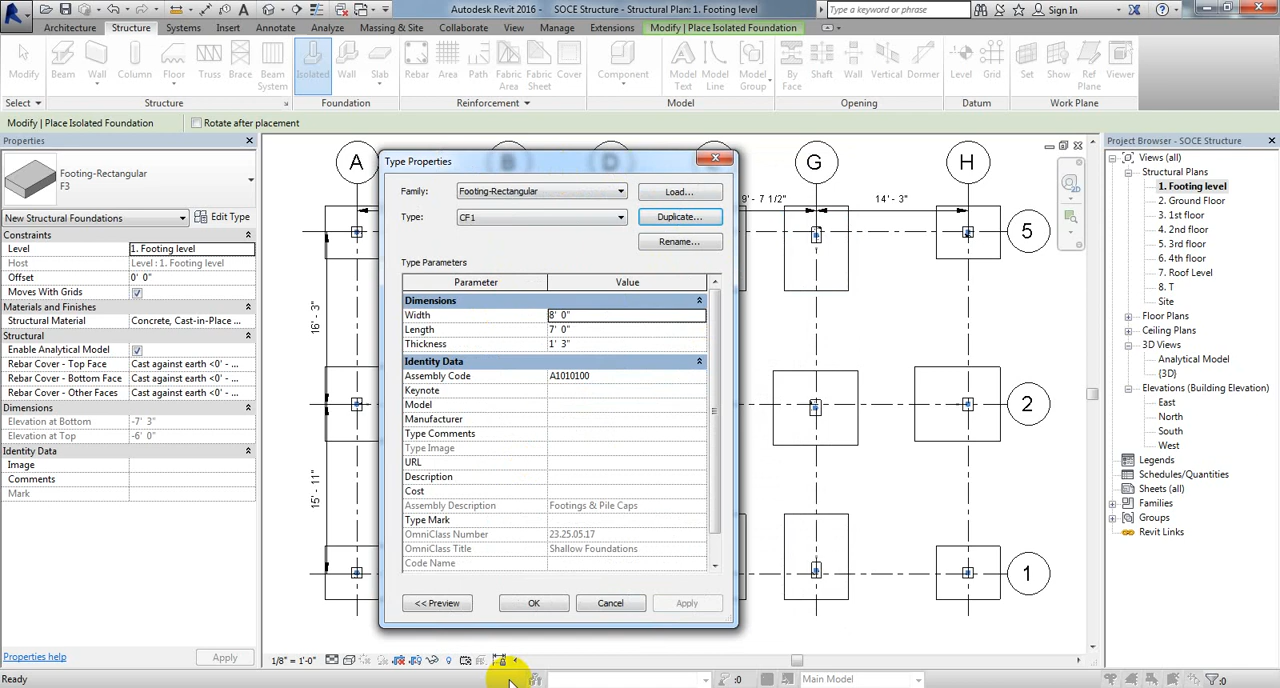 Autodesk Revit 2016 - SOCE Structure - Structural Plan: 1. Footing level
Type a keyword or phrase
Sign In
Architecture Structure Systems Insert Annotate Analyze Massing & Site Collaborate View Manage Extensions Modify | Place Isolated Foundation
Modify Beam Wall Column Floor Truss Brace Beam System Isolated Wall Slab Rebar Area Path Fabric Area Fabric Sheet Cover Component Model Text Model Line Model Group By Face Shaft Wall Vertical Dormer Level Grid Set Show Ref Plane Viewer
Select Structure Foundation Reinforcement Model Opening Datum Work Plane
Modify | Place Isolated Foundation Rotate after placement
Properties
Footing-Rectangular
F3
New Structural Foundations Edit Type
Constraints
Level 1. Footing level
Host Level : 1. Footing level
Offset 0' 0"
Moves With Grids
Materials and Finishes
Structural Material Concrete, Cast-in-Place ...
Structural
Enable Analytical Model
Rebar Cover - Top Face Cast against earth <0' - ...
Rebar Cover - Bottom Face Cast against earth <0' - ...
Rebar Cover - Other Faces Cast against earth <0' - ...
Dimensions
Elevation at Bottom -7' 3"
Elevation at Top -6' 0"
Identity Data
Image
Comments
Mark
Properties help Apply
A B D G H
9' - 7 1/2" 14' - 3"
5
16' - 3"
2
15' - 11"
1
Type Properties
Family: Footing-Rectangular Load...
Type: CF1 Duplicate...
Rename...
Type Parameters
Parameter Value
Dimensions
Width 8' 0"
Length 7' 0"
Thickness 1' 3"
Identity Data
Assembly Code A1010100
Keynote
Model
Manufacturer
Type Comments
Type Image
URL
Description
Cost
Assembly Description Footings & Pile Caps
Type Mark
OmniClass Number 23.25.05.17
OmniClass Title Shallow Foundations
Code Name
<< Preview OK Cancel Apply
Project Browser - SOCE Structure
Views (all)
Structural Plans
1. Footing level
2. Ground Floor
3. 1st floor
4. 2nd floor
5. 3rd floor
6. 4th floor
7. Roof Level
8. T
Site
Floor Plans
Ceiling Plans
3D Views
Analytical Model
{3D}
Elevations (Building Elevation)
East
North
South
West
Legends
Schedules/Quantities
Sheets (all)
Families
Groups
Revit Links
1/8" = 1'-0"
Ready :0 Main Model :0